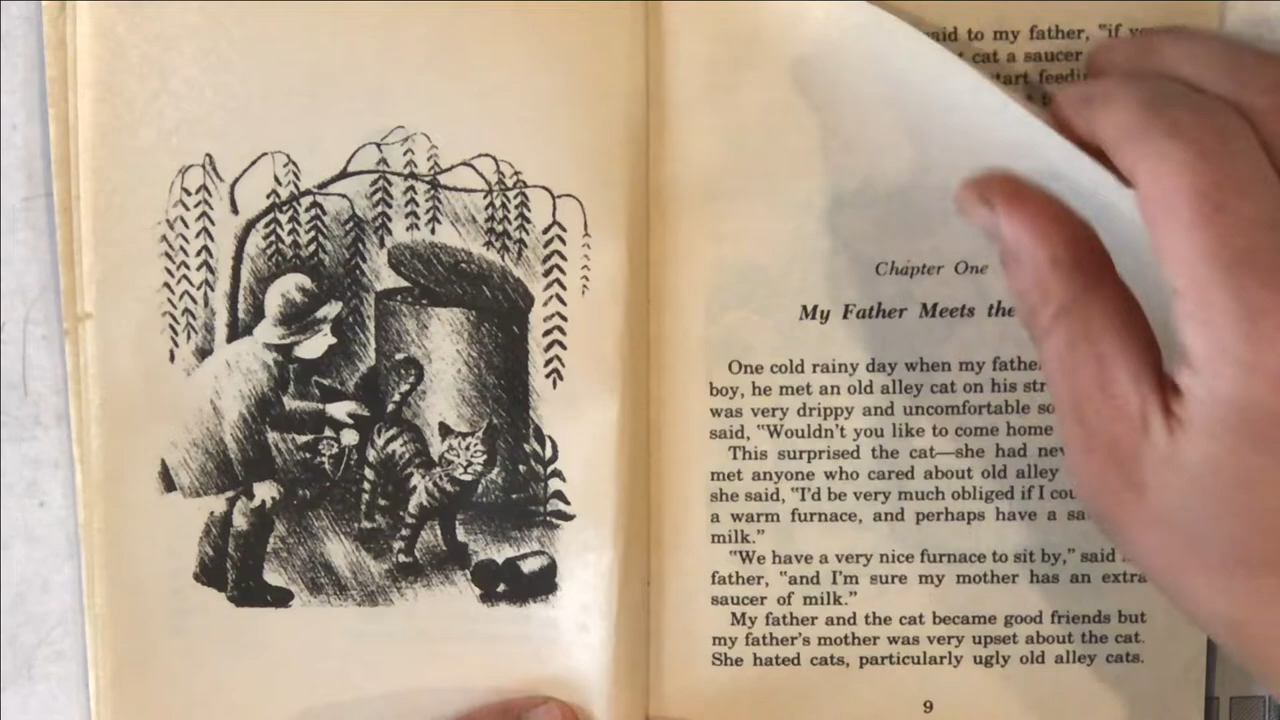 aid to my father, "if
cat a saucer
tart
Chapter One
My Father Meets the
One cold rainy day when my
boy, he met an old alley cat on his
was very drippy and uncomfortable so
said, "Wouldn't you like to come home
This surprised the cat—she had
met anyone who cared about old alley
she said, "I'd be very much obliged if I
a warm furnace, and perhaps have a
milk."
"We have a very nice furnace to sit by," said
father, "and I'm sure my mother has an extra
saucer of milk."
My father and the cat became good friends but
my father's mother was very upset about the cat.
She hated cats, particularly ugly old alley cats.
9